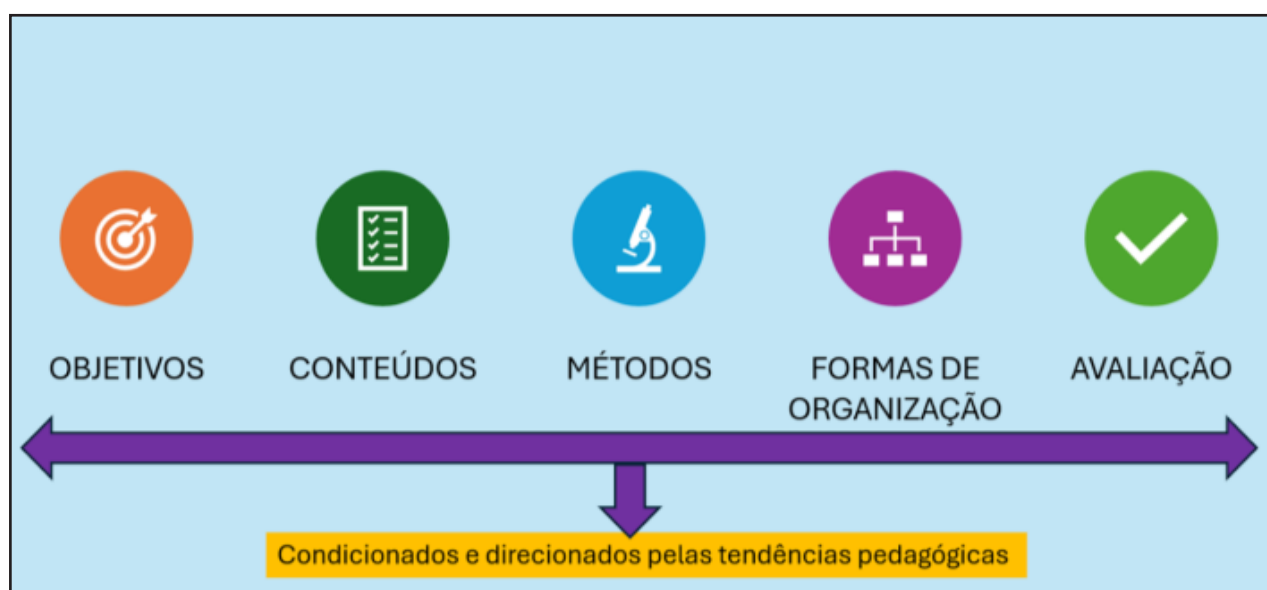 OBJETIVOS
CONTEÚDOS
MÉTODOS
FORMAS DE
ORGANIZAÇÃO
AVALIAÇÃO
Condicionados e direcionados pelas tendências pedagógicas